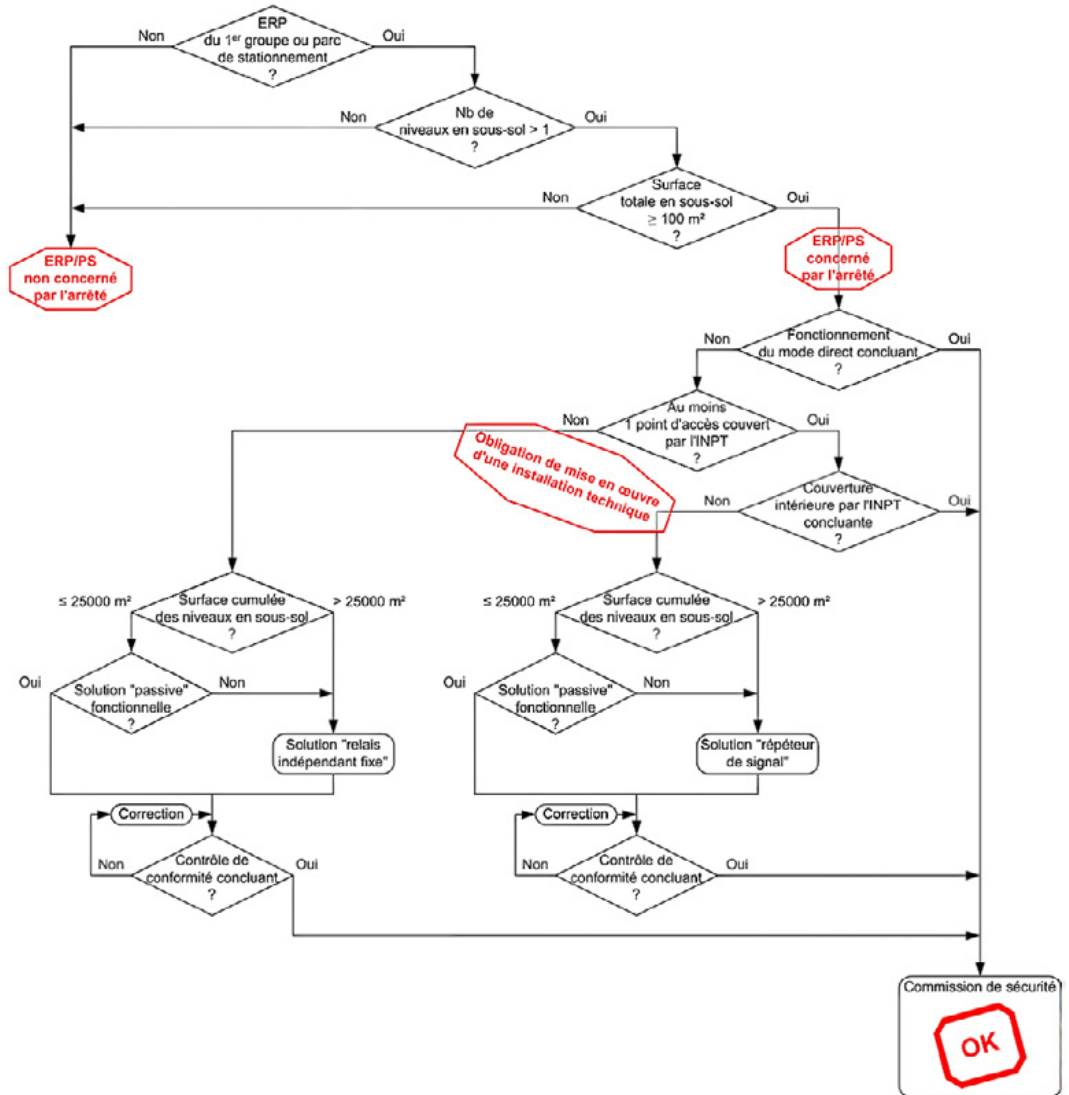 ERP
du 1er groupe ou parc
de stationnement
?
Non
Oui
Nb de
niveaux en sous-sol > 1
?
Non
Oui
Surface
totale en sous-sol
≥ 100 m²
?
Non
Oui
ERP/PS
non concerné
par l'arrêté
ERP/PS
concerné
par l'arrêté
Fonctionnement
du mode direct concluant
?
Non
Oui
Au moins
1 point d'accès couvert
par l'INPT
?
Non
Oui
Obligation de mise en œuvre
d'une installation technique
Couverture
intérieure par l'INPT
concluante
?
Non
Oui
≤ 25000 m²
Surface cumulée
des niveaux en sous-sol
?
> 25000 m²
≤ 25000 m²
Surface cumulée
des niveaux en sous-sol
?
> 25000 m²
Oui
Solution "passive"
fonctionnelle
?
Non
Oui
Solution "passive"
fonctionnelle
?
Non
Solution "relais
indépendant fixe"
Solution "répéteur
de signal"
Correction
Correction
Non
Contrôle de
conformité concluant
?
Oui
Non
Contrôle de
conformité concluant
?
Oui
Commission de sécurité
OK